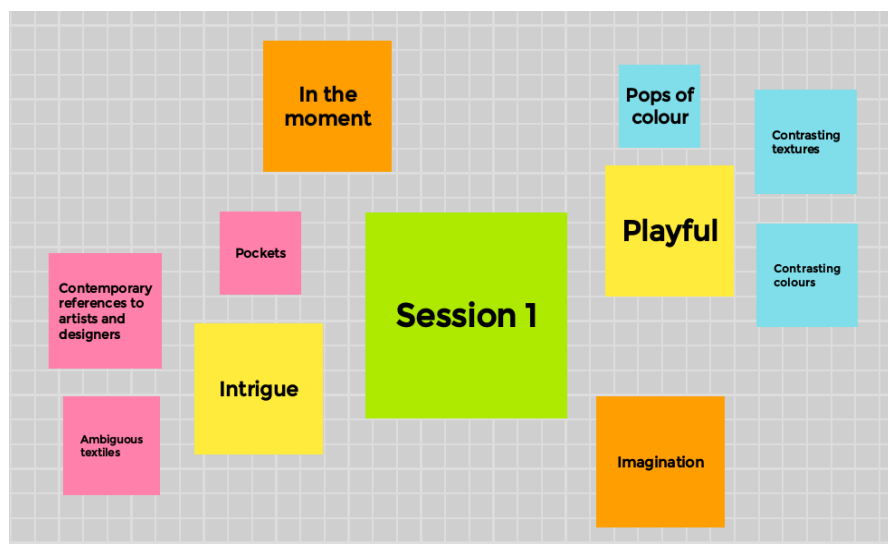 In the
moment
Pops of
colour
Contrasting
textures
Playful
Contrasting
colours
Pockets
Contemporary
references to
artists and
designers
Session 1
Intrigue
Ambiguous
textiles
Imagination